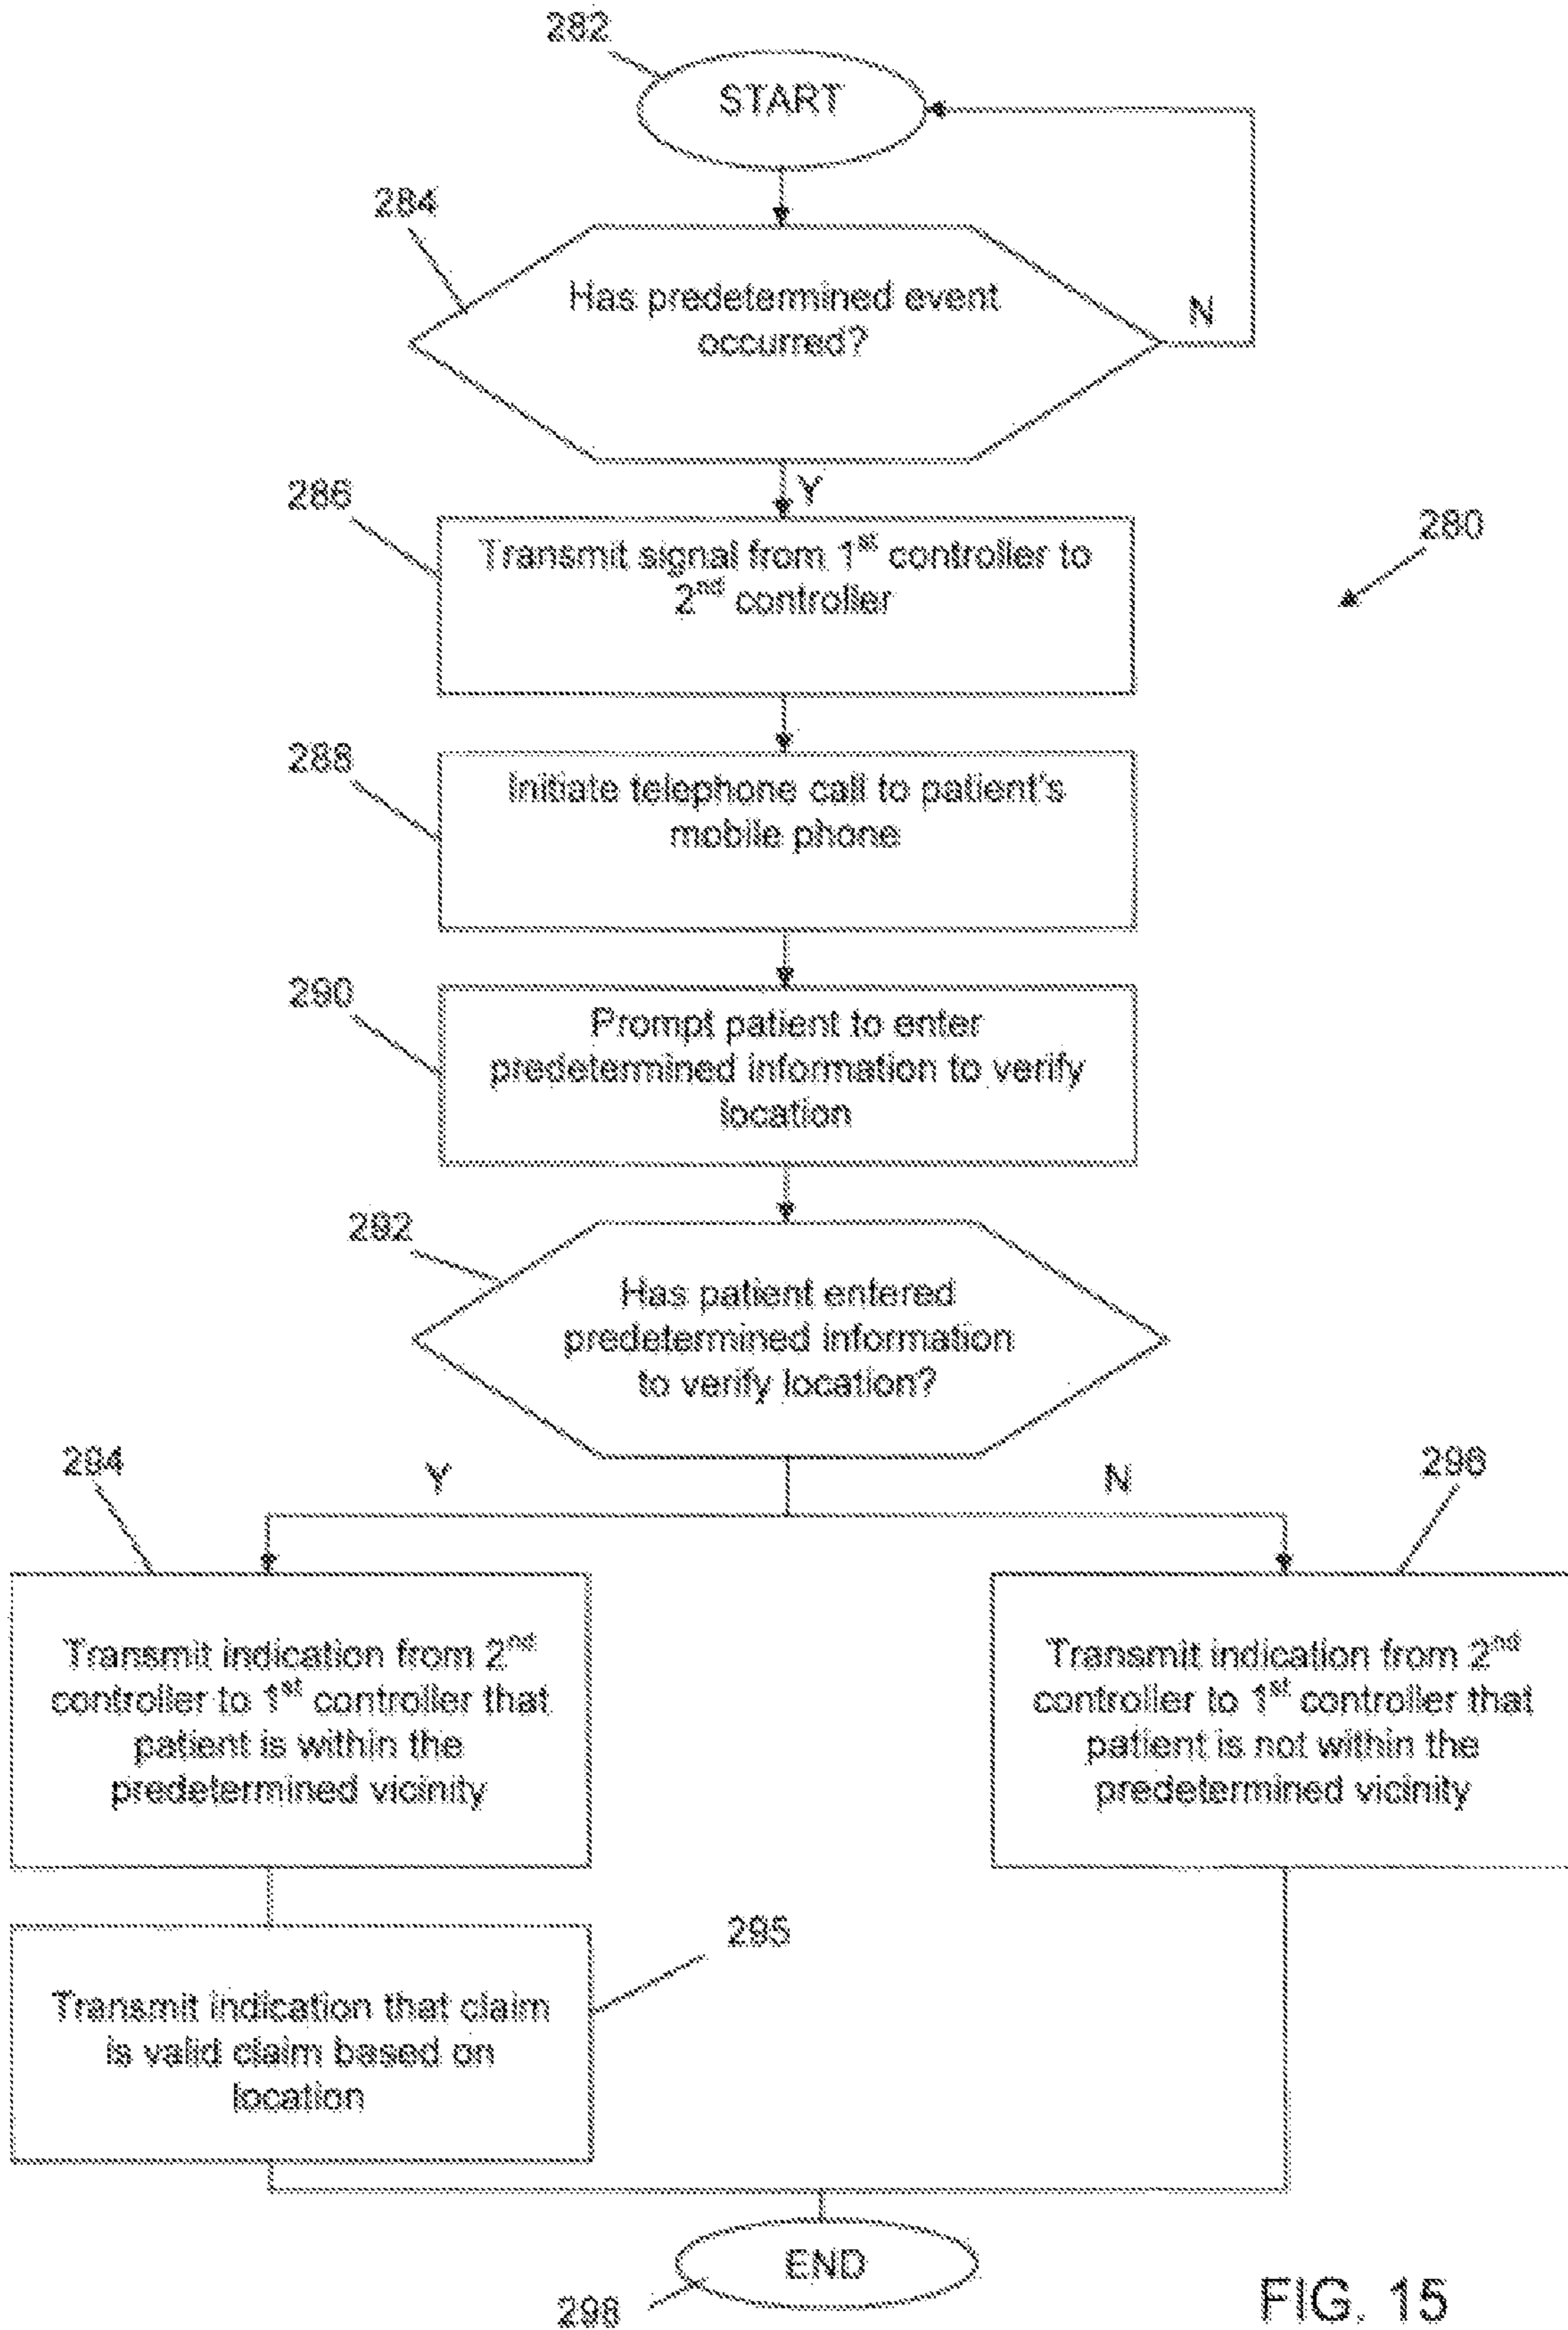 282
START
284
Has predetermined event
occurred?
N
Y
286
Transmit signal from 1st controller to
2nd controller
280
288
Initiate telephone call to patient's
mobile phone
290
Prompt patient to enter
predetermined information to verify
location
292
Has patient entered
predetermined information
to verify location?
294
Y
N
296
Transmit indication from 2nd
controller to 1st controller that
patient is within the
predetermined vicinity
Transmit indication from 2nd
controller to 1st controller that
patient is not within the
predetermined vicinity
295
Transmit indication that claim
is valid claim based on
location
END
298
FIG. 15